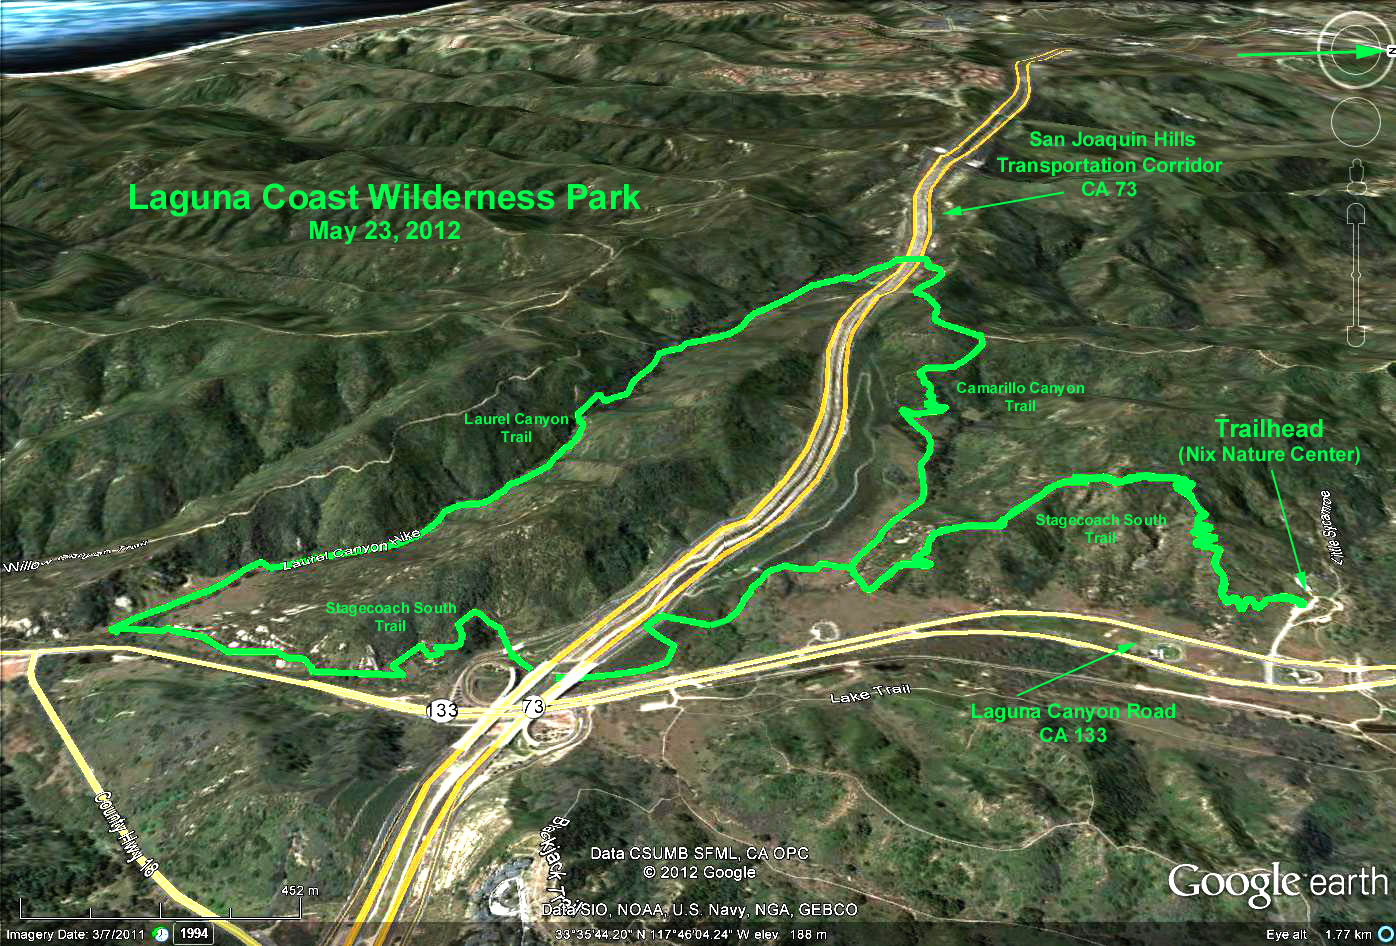 N
San Joaquin Hills
Transportation Corridor
CA 73
Laguna Coast Wilderness Park
May 23, 2012
Camarillo Canyon
Trail
Laurel Canyon
Trail
Trailhead
(Nix Nature Center)
Little Sycamore
Stagecoach South
Trail
Laurel Canyon Hike
Stagecoach South
Trail
Lake Trail
133
73
Laguna Canyon Road
CA 133
County Hwy 18
Blackjack Trail
Data CSUMB SFML, CA OPC
© 2012 Google
Data SIO, NOAA, U.S. Navy, NGA, GEBCO
Google earth
452 m
Imagery Date: 3/7/2011
1994
33°35'44.20" N 117°46'04.24" W elev 188 m
Eye alt 1.77 km